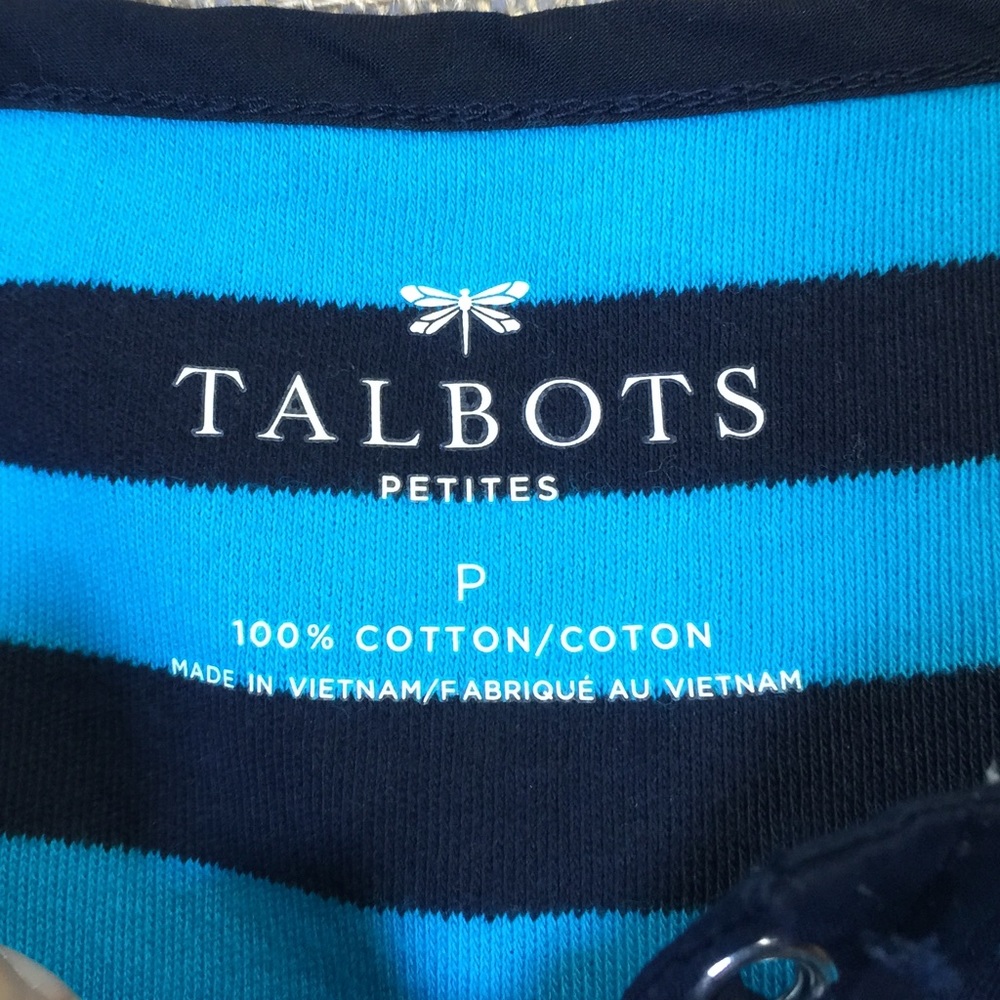 TALBOTS
PETITES
P
100% COTTON/COTON
MADE IN VIETNAM/FABRIQUÉ AU VIETNAM